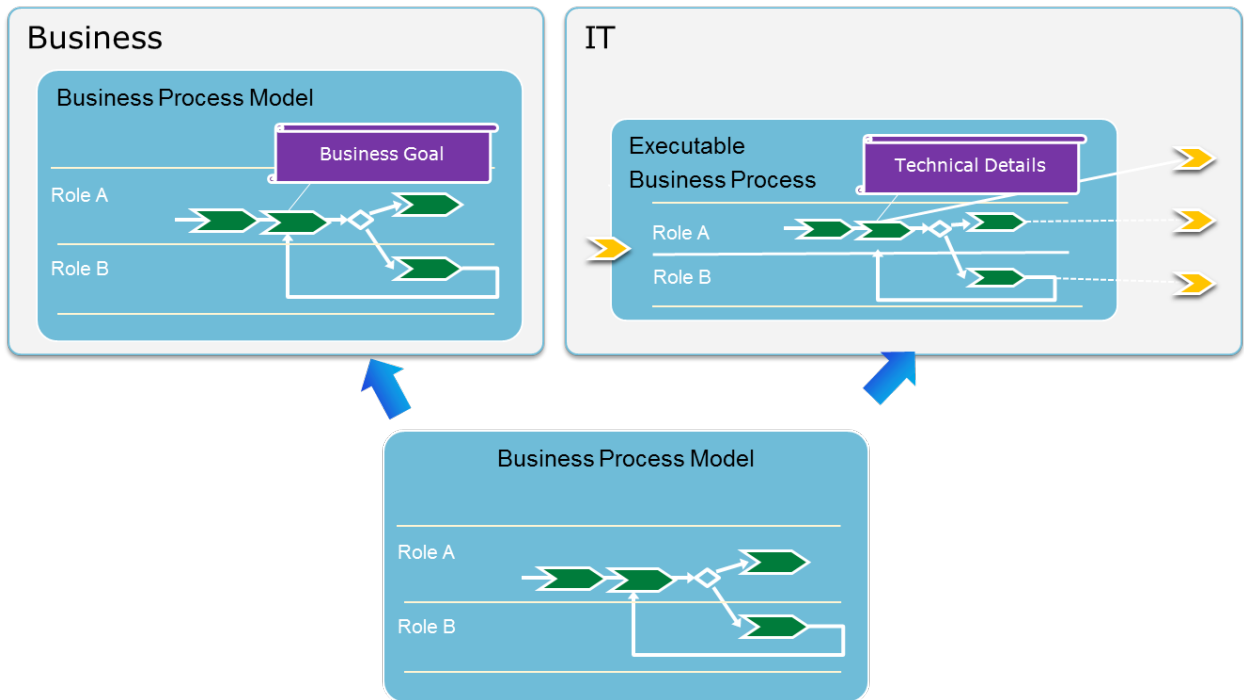 Business
Business Process Model
Business Goal
Role A
Role B
IT
Executable
Business Process
Technical Details
Role A
Role B
Business Process Model
Role A
Role B